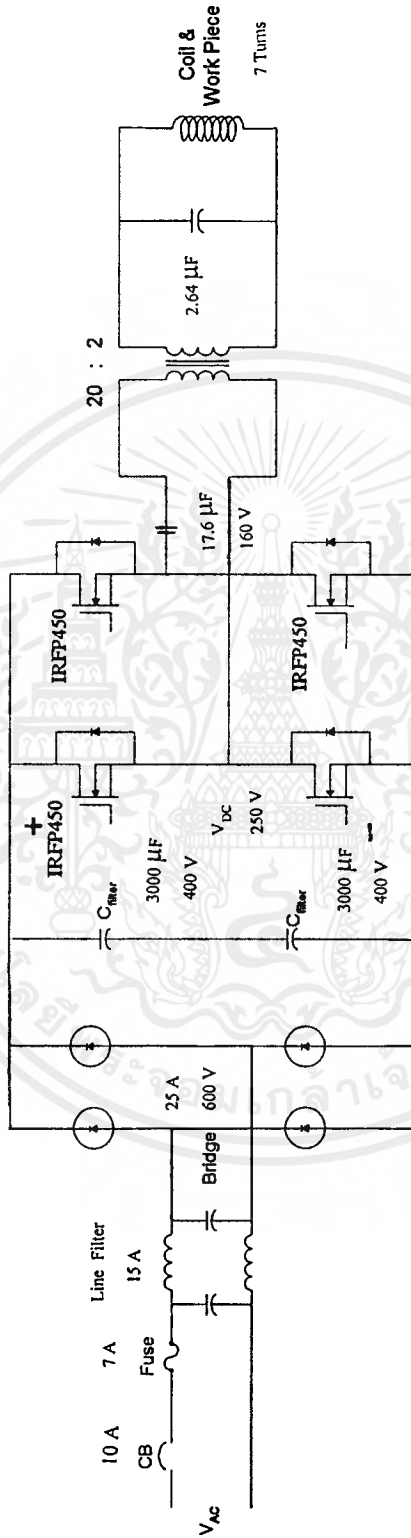 V_AC
10 A
CB
7 A
Fuse
Line Filter
15 A
Bridge
25 A
600 V
C_filter
3000 µF
400 V
C_filter
3000 µF
400 V
+
V_DC
250 V
-
IRFP450
IRFP450
IRFP450
17.6 µF
160 V
20 : 2
2.64 µF
Coil &
Work Piece
7 Turns